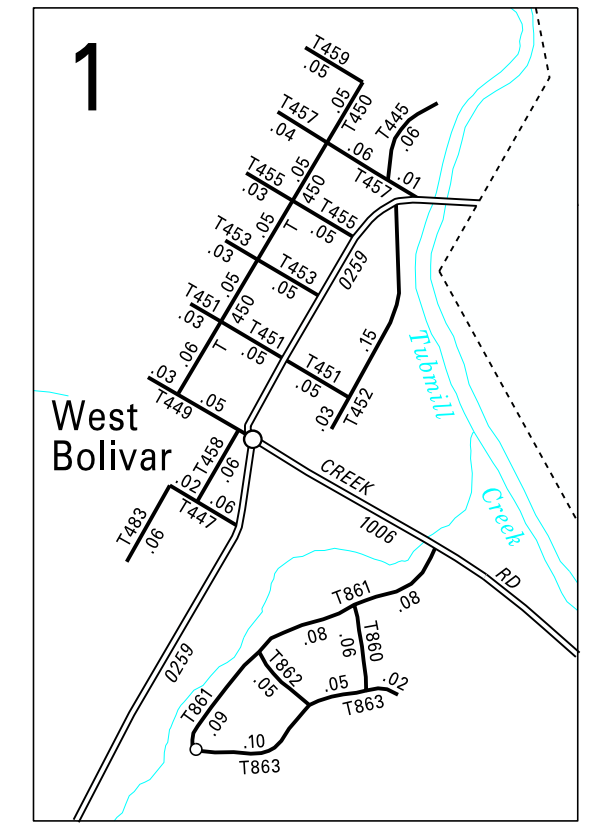 1
T459
.05
.05
T450
T445
.06
T457
.04
.06
T457
.01
.05
T455
.03
450
T
T455
.05
.05
T453
.03
0259
T453
.05
.05
450
T
T451
.03
T451
.05
.15
T451
.05
.06
.03
T449
.05
.03
T452
Tubmill
Creek
West
Bolivar
T458
.06
CREEK
1006
RD
.02
.06
T447
T483
.06
0259
T861
.08
.08
.06
T860
T862
.05
.05
.02
T863
T861
.09
.10
T863